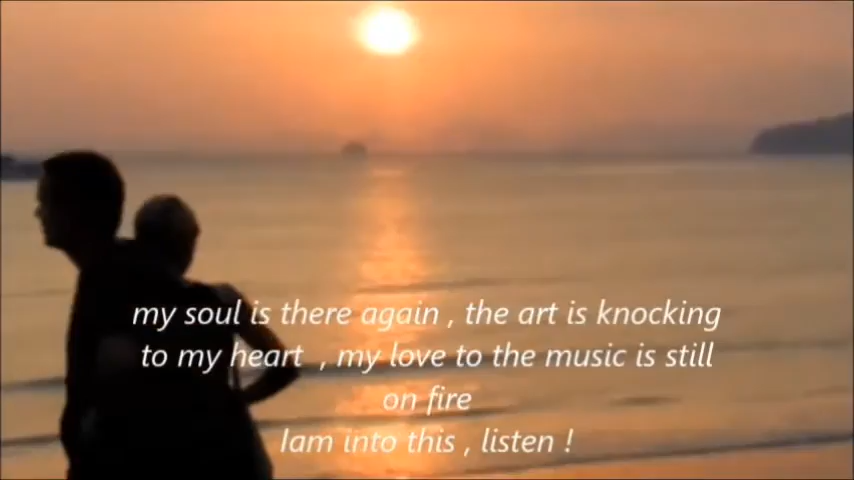 my soul is there again , the art is knocking
to my heart  , my love to the music is still
on fire
Iam into this , listen !